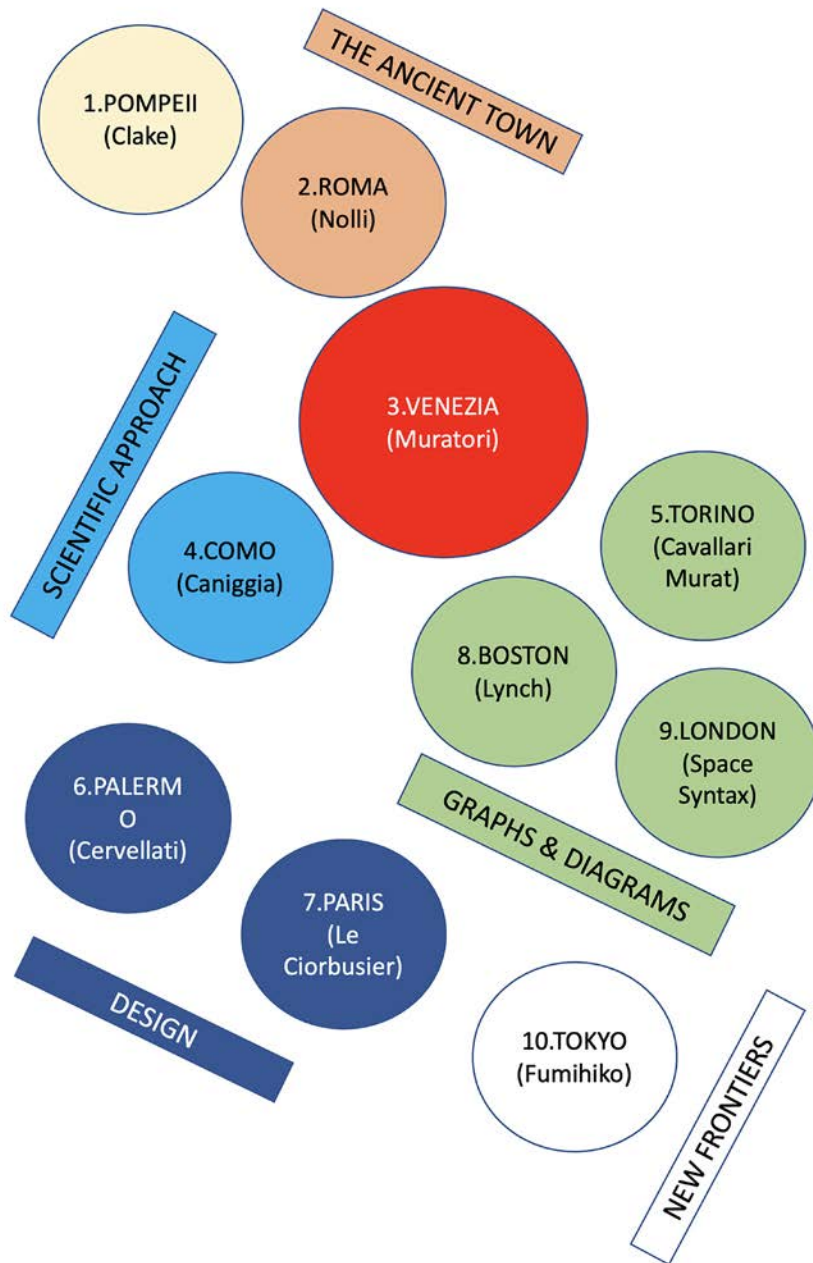 THE ANCIENT TOWN
1.POMPEII
(Clake)
2.ROMA
(Nolli)
SCIENTIFIC APPROACH
3.VENEZIA
(Muratori)
4.COMO
(Caniggia)
5.TORINO
(Cavallari
Murat)
8.BOSTON
(Lynch)
9.LONDON
(Space
Syntax)
GRAPHS & DIAGRAMS
6.PALERM
O
(Cervellati)
7.PARIS
(Le
Ciorbusier)
DESIGN
10.TOKYO
(Fumihiko)
NEW FRONTIERS